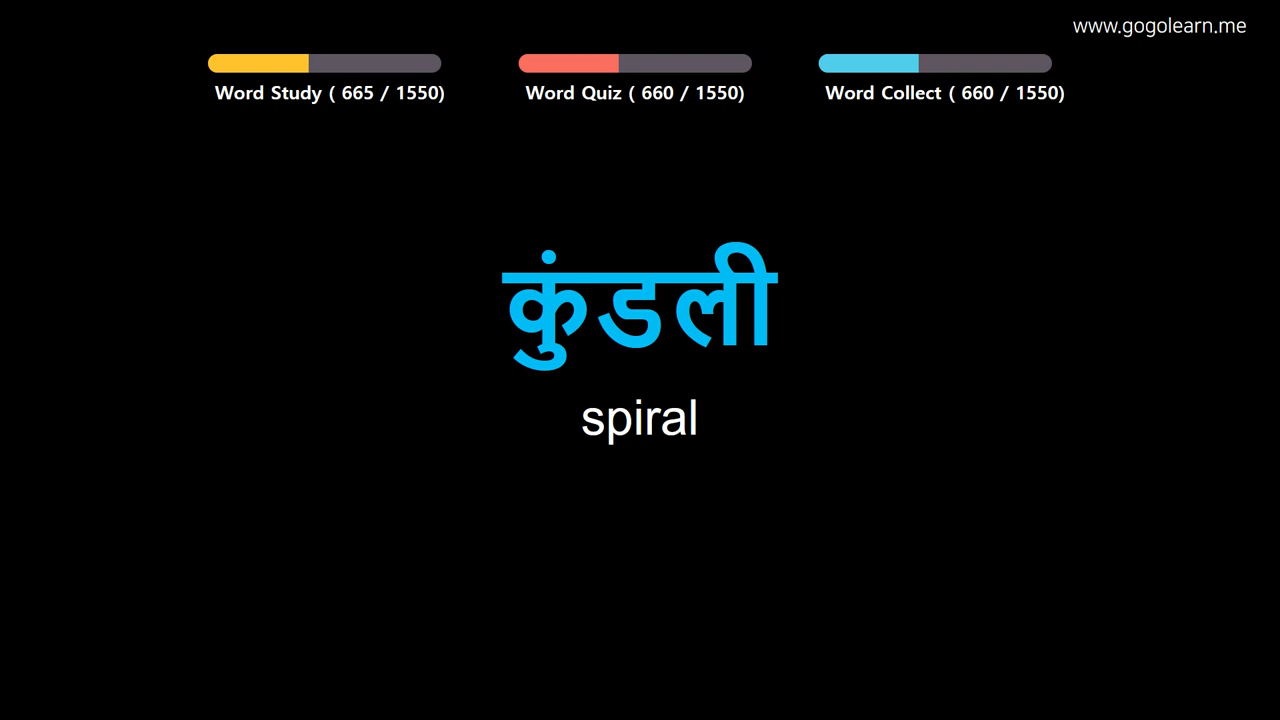 www.gogolearn.me
Word Study ( 665 / 1550)
Word Quiz ( 660 / 1550)
Word Collect ( 660 / 1550)
कुंडली
spiral